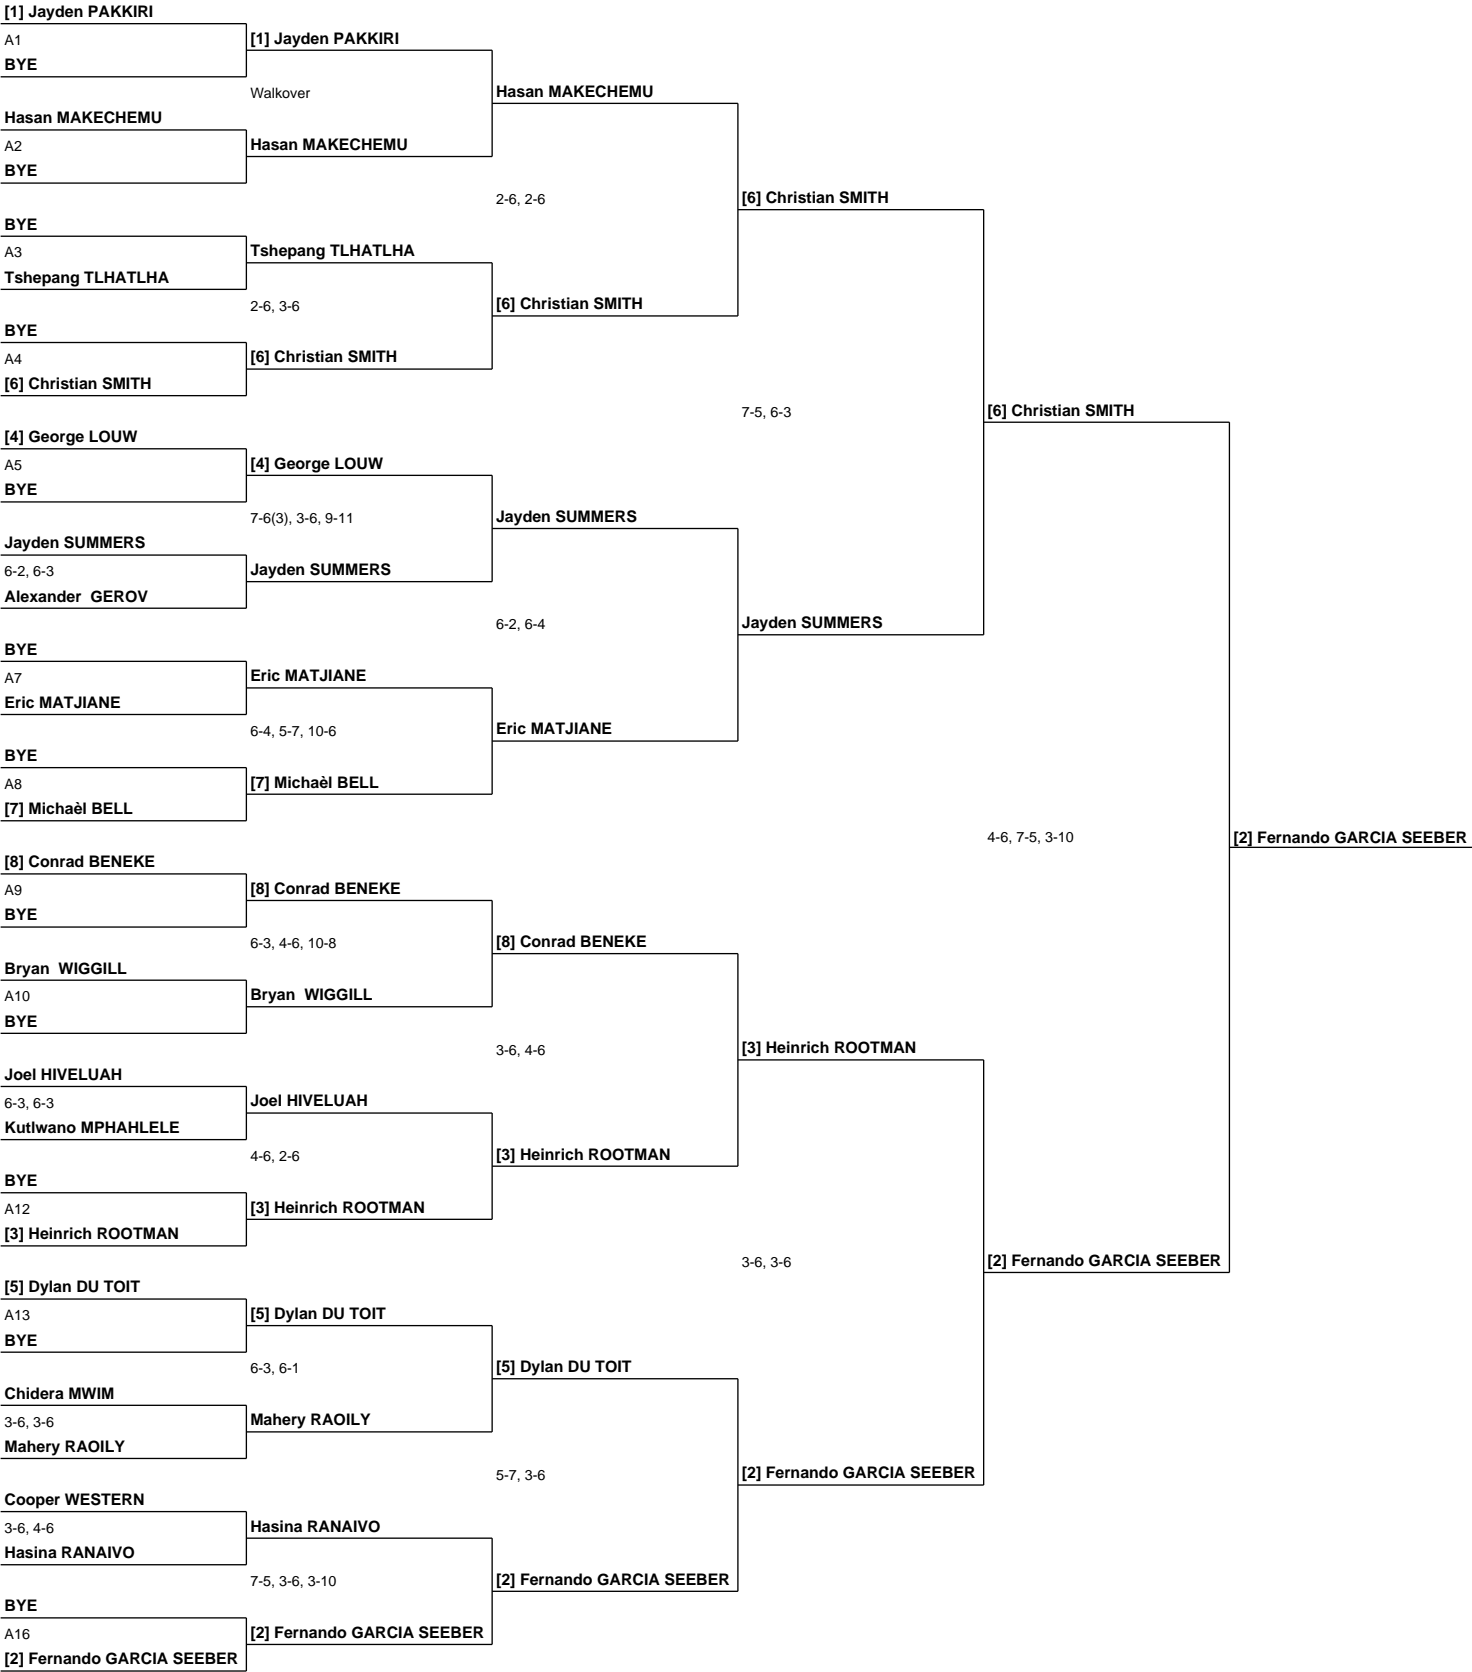 [1] Jayden PAKKIRI
A1
BYE
Hasan MAKECHEMU
A2
BYE
BYE
A3
Tshepang TLHATLHA
BYE
A4
[6] Christian SMITH
[4] George LOUW
A5
BYE
Jayden SUMMERS
6-2, 6-3
Alexander GEROV
BYE
A7
Eric MATJIANE
BYE
A8
[7] Michaèl BELL
[8] Conrad BENEKE
A9
BYE
Bryan WIGGILL
A10
BYE
Joel HIVELUAH
6-3, 6-3
Kutlwano MPHAHLELE
BYE
A12
[3] Heinrich ROOTMAN
[5] Dylan DU TOIT
A13
BYE
Chidera MWIM
3-6, 3-6
Mahery RAOILY
Cooper WESTERN
3-6, 4-6
Hasina RANAIVO
BYE
A16
[2] Fernando GARCIA SEEBER
[1] Jayden PAKKIRI
Walkover
Hasan MAKECHEMU
Tshepang TLHATLHA
2-6, 3-6
[6] Christian SMITH
[4] George LOUW
7-6(3), 3-6, 9-11
Jayden SUMMERS
Eric MATJIANE
6-4, 5-7, 10-6
[7] Michaèl BELL
[8] Conrad BENEKE
6-3, 4-6, 10-8
Bryan WIGGILL
Joel HIVELUAH
4-6, 2-6
[3] Heinrich ROOTMAN
[5] Dylan DU TOIT
6-3, 6-1
Mahery RAOILY
Hasina RANAIVO
7-5, 3-6, 3-10
[2] Fernando GARCIA SEEBER
Hasan MAKECHEMU
2-6, 2-6
[6] Christian SMITH
Jayden SUMMERS
6-2, 6-4
Eric MATJIANE
[8] Conrad BENEKE
3-6, 4-6
[3] Heinrich ROOTMAN
[5] Dylan DU TOIT
5-7, 3-6
[2] Fernando GARCIA SEEBER
[6] Christian SMITH
7-5, 6-3
Jayden SUMMERS
[3] Heinrich ROOTMAN
3-6, 3-6
[2] Fernando GARCIA SEEBER
[6] Christian SMITH
4-6, 7-5, 3-10
[2] Fernando GARCIA SEEBER
[2] Fernando GARCIA SEEBER